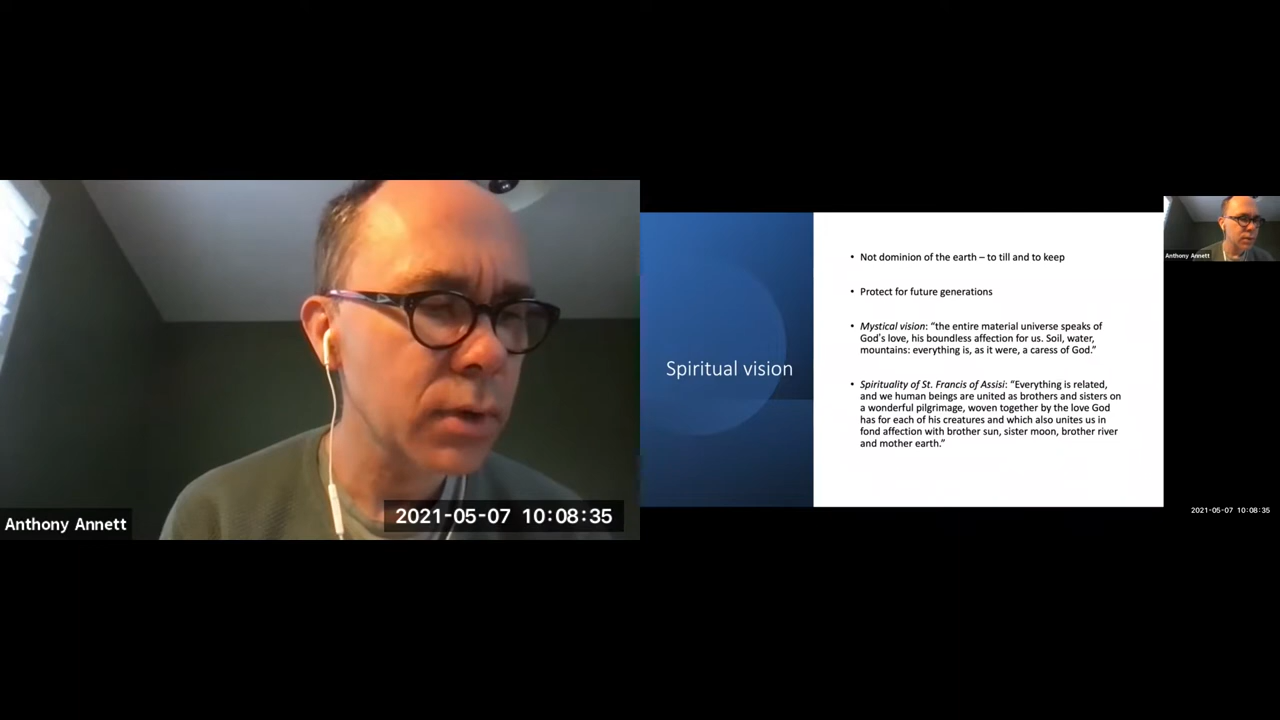 Anthony Annett
2021-05-07 10:08:35
Spiritual vision
• Not dominion of the earth – to till and to keep
• Protect for future generations
• Mystical vision: “the entire material universe speaks of
God’s love, his boundless affection for us. Soil, water,
mountains: everything is, as it were, a caress of God.”
• Spirituality of St. Francis of Assisi: “Everything is related,
and we human beings are united as brothers and sisters on
a wonderful pilgrimage, woven together by the love God
has for each of his creatures and which also unites us in
fond affection with brother sun, sister moon, brother river
and mother earth.”
Anthony Annett
2021-05-07 10:08:35